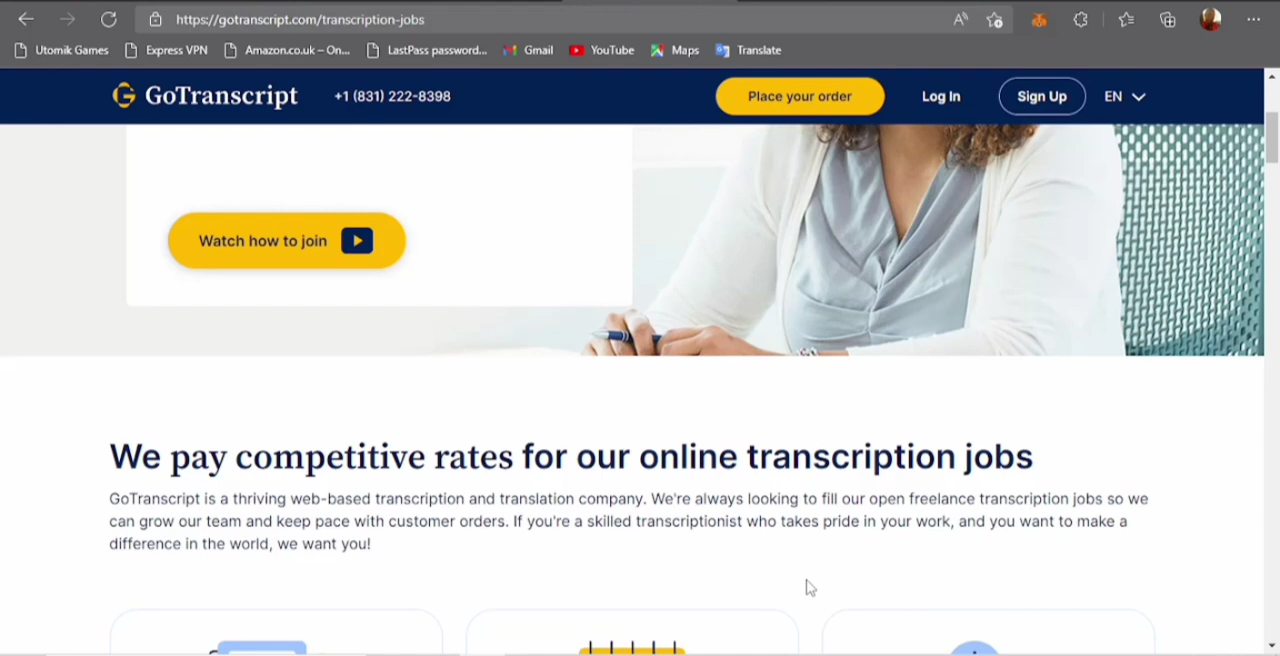 https://gotranscript.com/transcription-jobs
Utomik Games
Express VPN
Amazon.co.uk – On...
LastPass password...
Gmail
YouTube
Maps
Translate
GoTranscript
+1 (831) 222-8398
Place your order
Log In
Sign Up
EN
Watch how to join
We pay competitive rates for our online transcription jobs
GoTranscript is a thriving web-based transcription and translation company. We're always looking to fill our open freelance transcription jobs so we
can grow our team and keep pace with customer orders. If you're a skilled transcriptionist who takes pride in your work, and you want to make a
difference in the world, we want you!